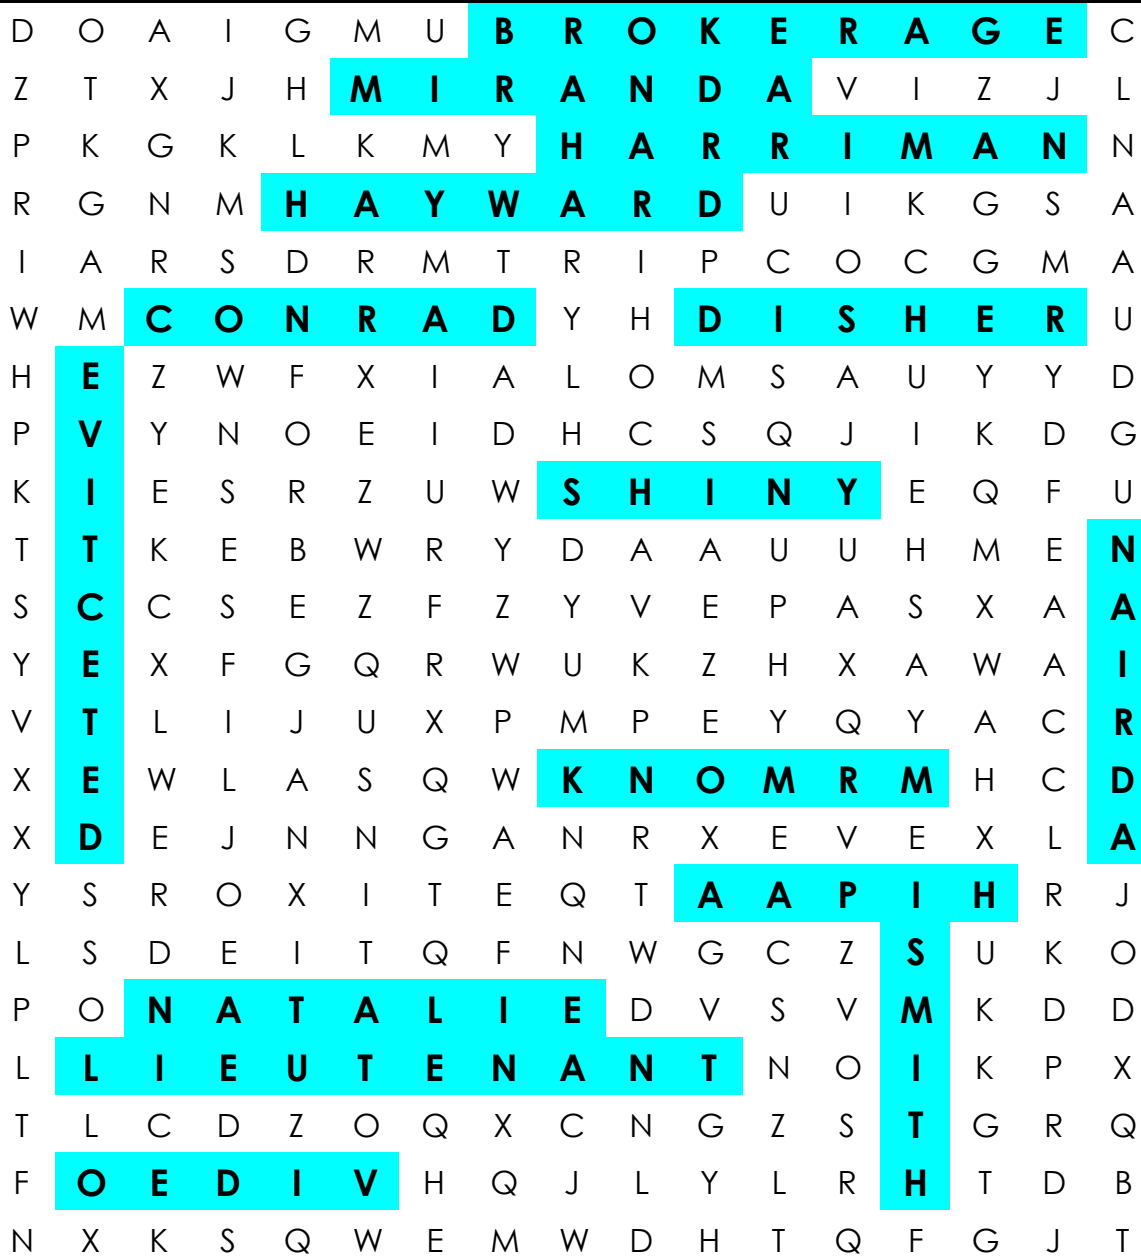 D O A I G M U B R O K E R A G E C
Z T X J H M I R A N D A V I Z J L
P K G K L K M Y H A R R I M A N N
R G N M H A Y W A R D U I K G S A
I A R S D R M T R I P C O C G M A
W M C O N R A D Y H D I S H E R U
H E Z W F X I A L O M S A U Y Y D
P V Y N O E I D H C S Q J I K D G
K I E S R Z U W S H I N Y E Q F U
T T K E B W R Y D A A U U H M E N
S C C S E Z F Z Y V E P A S X A A
Y E X F G Q R W U K Z H X A W A I
V T L I J U X P M P E Y Q Y A C R
X E W L A S Q W K N O M R M H C D
X D E J N N G A N R X E V E X L A
Y S R O X I T E Q T A A P I H R J
L S D E I T Q F N W G C Z S U K O
P O N A T A L I E D V S V M K D D
L L I E U T E N A N T N O I K P X
T L C D Z O Q X C N G Z S T G R Q
F O E D I V H Q J L Y L R H T D B
N X K S Q W E M W D H T Q F G J T